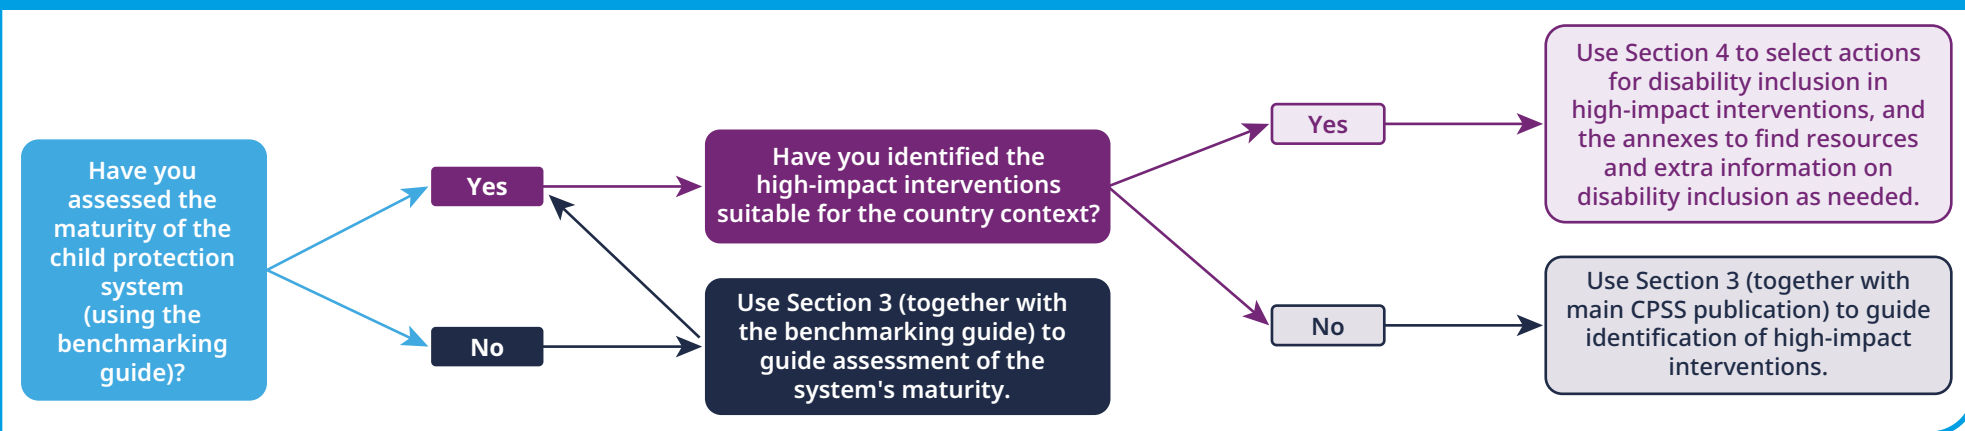 Have you
assessed the
maturity of the
child protection
system
(using the
benchmarking
guide)?
Yes
No
Have you identified the
high-impact interventions
suitable for the country context?
Use Section 3 (together with
the benchmarking guide) to
guide assessment of the
system's maturity.
Yes
No
Use Section 4 to select actions
for disability inclusion in
high-impact interventions, and
the annexes to find resources
and extra information on
disability inclusion as needed.
Use Section 3 (together with
main CPSS publication) to guide
identification of high-impact
interventions.